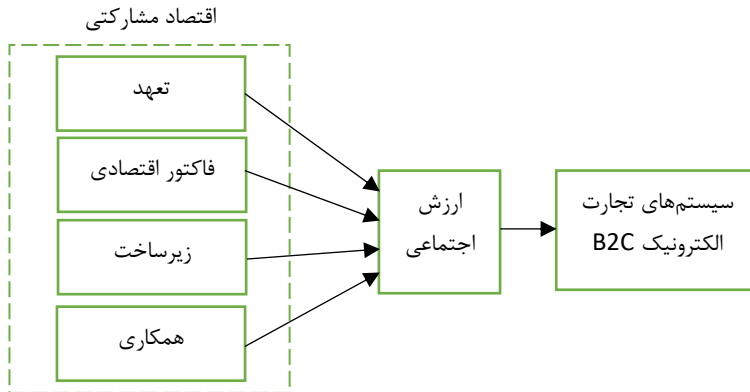 اقتصاد مشارکتی
تعهد
فاکتور اقتصادی
زیرساخت
همکاری
ارزش
اجتماعی
سیستم‌های تجارت
الکترونیک B2C